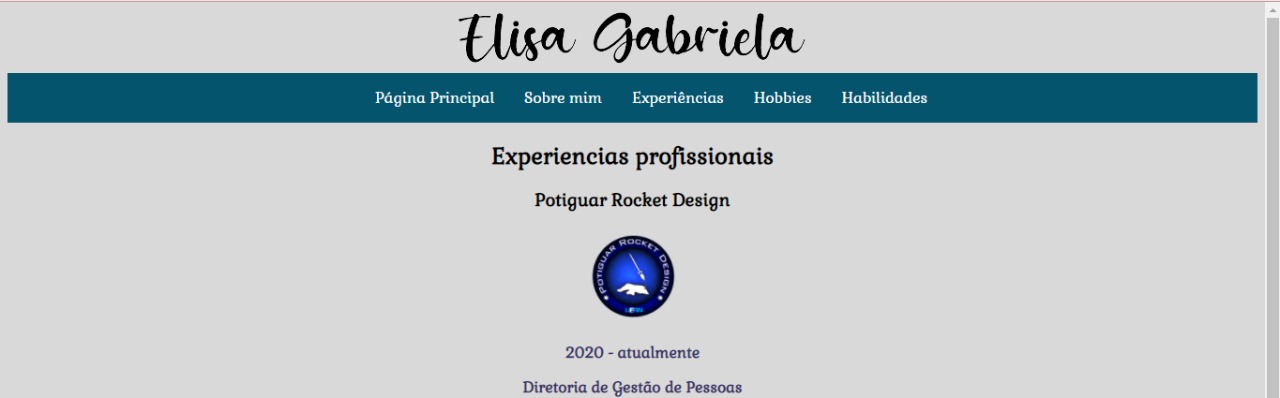 Elisa Gabriela
Página Principal Sobre mim Experiências Hobbies Habilidades
Experiencias profissionais
Potiguar Rocket Design
POTIGUAR ROCKET DESIGN
UFRN
2020 - atualmente
Diretoria de Gestão de Pessoas